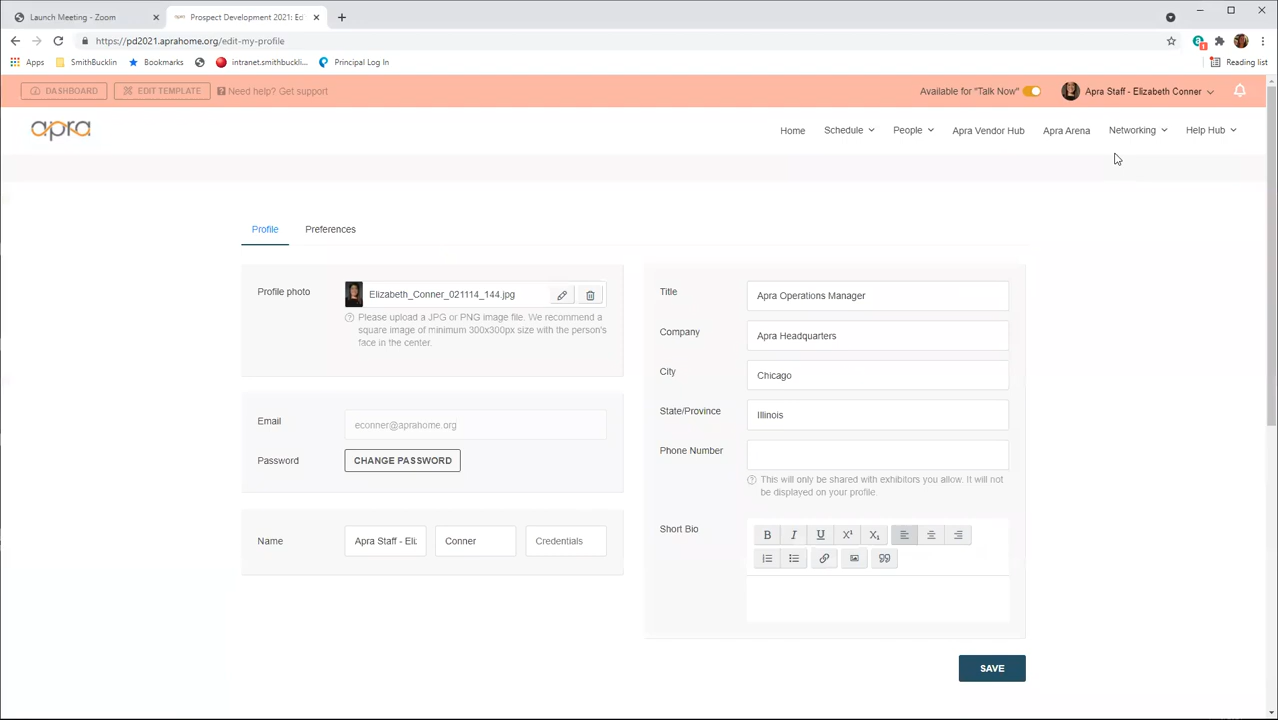 Launch Meeting - Zoom
Prospect Development 2021: Ed
https://pd2021.aprahome.org/edit-my-profile
Apps
SmithBucklin
Bookmarks
intranet.smithbucklin...
Principal Log In
Reading list
DASHBOARD
EDIT TEMPLATE
Need help? Get support
Available for "Talk Now"
Apra Staff - Elizabeth Conner
apra
Home
Schedule
People
Apra Vendor Hub
Apra Arena
Networking
Help Hub
Profile
Preferences
Profile photo
Elizabeth_Conner_021114_144.jpg
Please upload a JPG or PNG image file. We recommend a
square image of minimum 300x300px size with the person's
face in the center.
Email
econner@aprahome.org
Password
CHANGE PASSWORD
Name
Apra Staff - Eli
Conner
Credentials
Title
Apra Operations Manager
Company
Apra Headquarters
City
Chicago
State/Province
Illinois
Phone Number
This will only be shared with exhibitors you allow. It will not
be displayed on your profile.
Short Bio
B I U X¹ X₁
SAVE